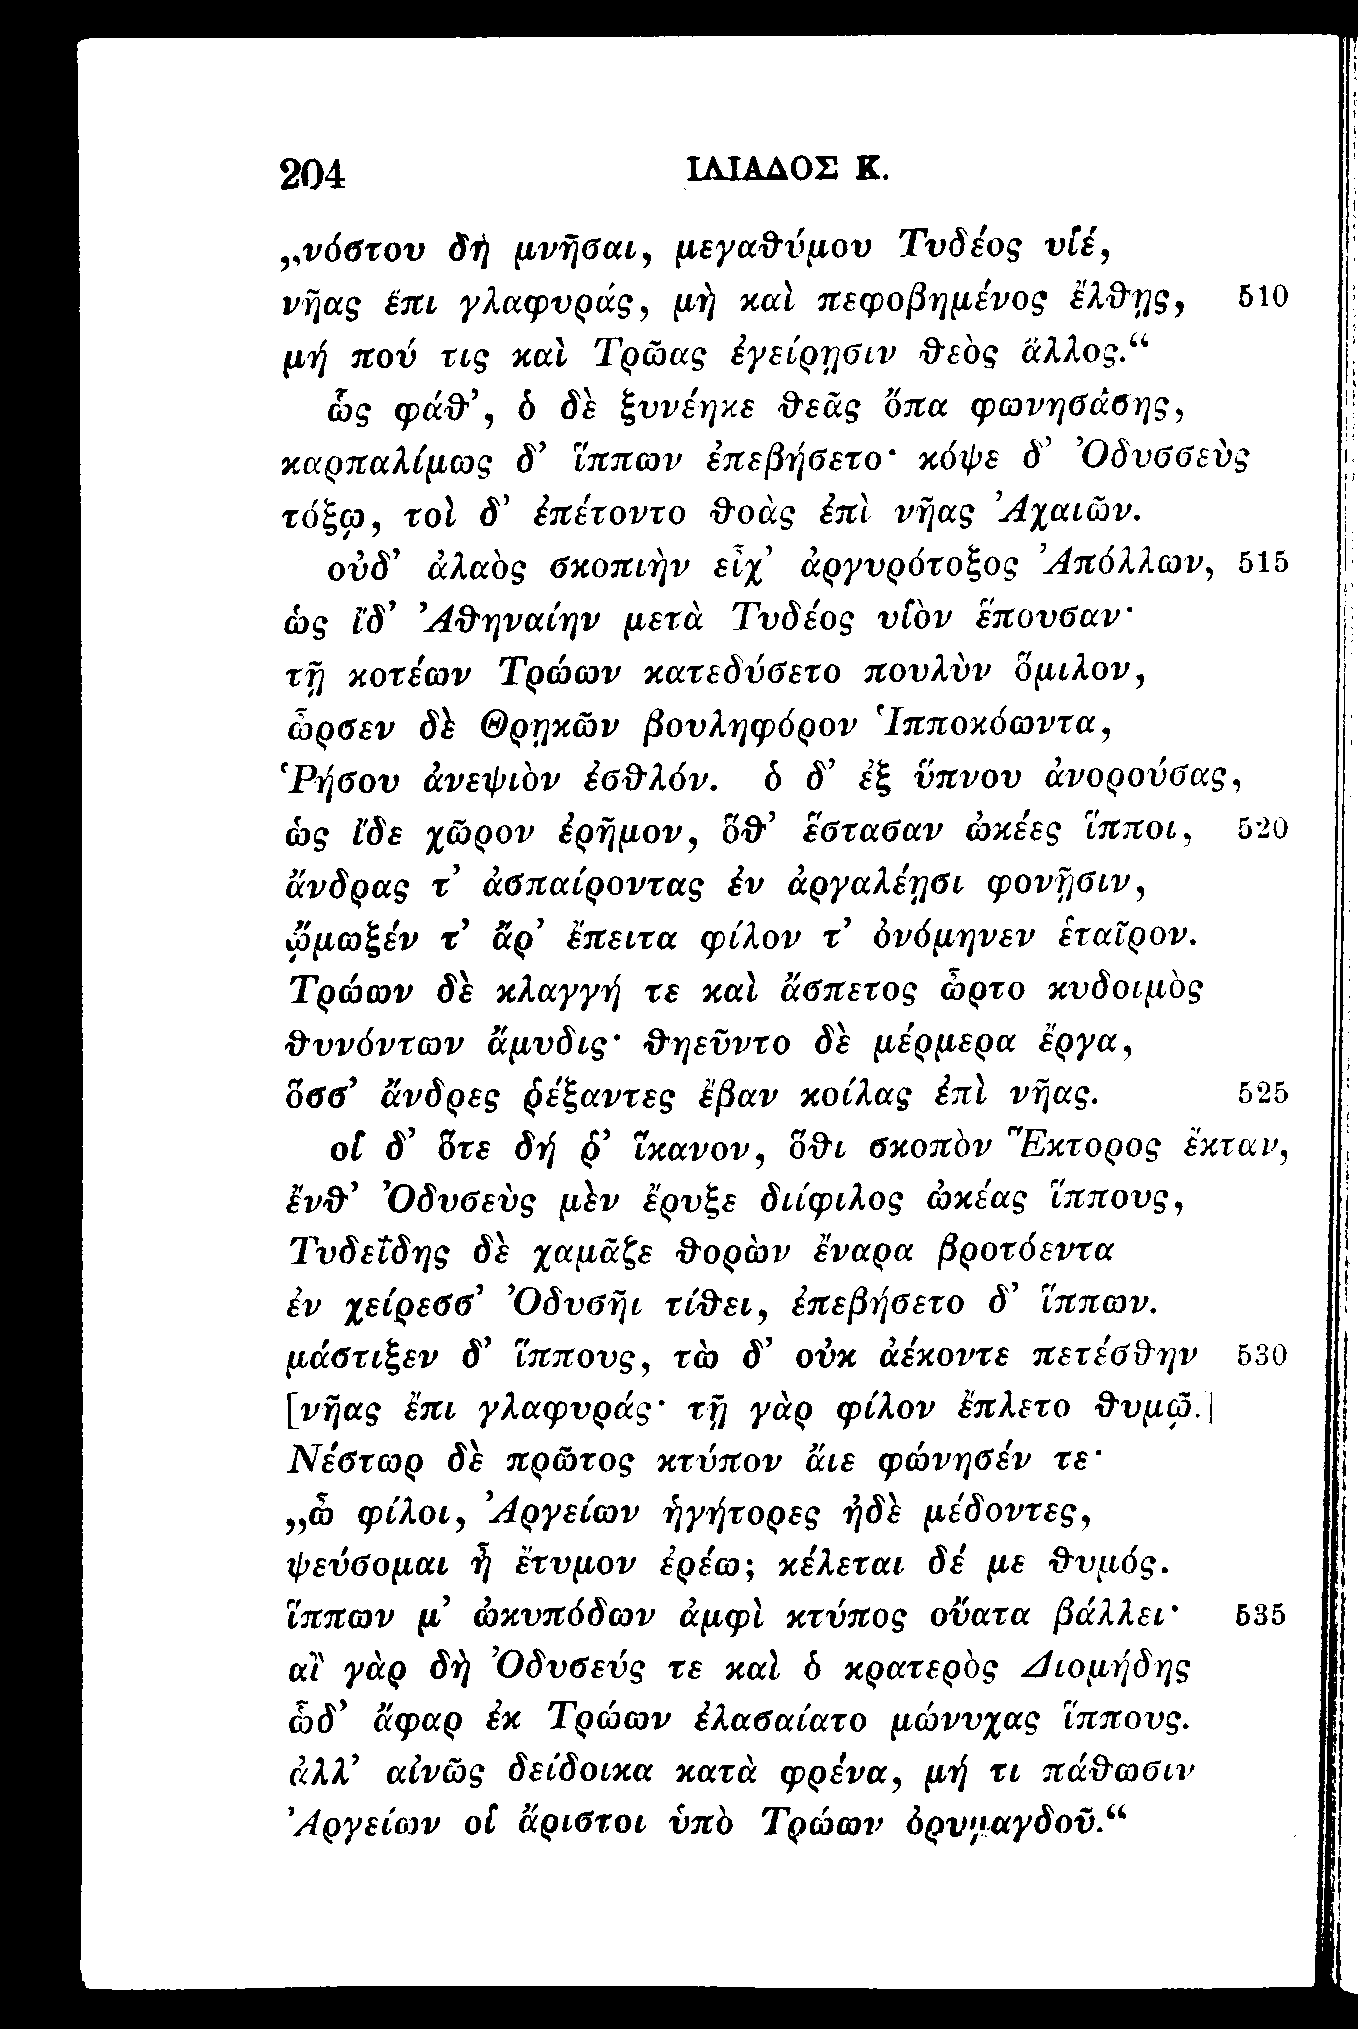 204 ΙΛΙΑΔΟΣ Κ.
„νόστου δὴ μνῆσαι, μεγαθύμου Τυδέος υἱέ,
νῆας ἔπι γλαφυράς, μὴ καὶ πεφοβημένος ἔλθῃς, 510
μή πού τις καὶ Τρῶας ἐγείρῃσιν θεὸς ἄλλος.“
ὣς φάθ’, ὁ δὲ ξυνέηκε θεᾶς ὄπα φωνησάσης,
καρπαλίμως δ’ ἵππων ἐπεβήσετο· κόψε δ’ Ὀδυσσεὺς
τόξῳ, τοὶ δ’ ἐπέτοντο θοὰς ἐπὶ νῆας Ἀχαιῶν.
οὐδ’ ἀλαὸς σκοπιὴν εἶχ’ ἀργυρότοξος Ἀπόλλων, 515
ὡς ἴδ’ Ἀθηναίην μετὰ Τυδέος υἱὸν ἕπουσαν·
τῇ κοτέων Τρώων κατεδύσετο πουλὺν ὅμιλον,
ὦρσεν δὲ Θρῃκῶν βουληφόρον Ἱπποκόωντα,
Ῥήσου ἀνεψιὸν ἐσθλόν. ὁ δ’ ἐξ ὕπνου ἀνορούσας,
ὡς ἴδε χῶρον ἐρῆμον, ὅθ’ ἕστασαν ὠκέες ἵπποι, 520
ἄνδρας τ’ ἀσπαίροντας ἐν ἀργαλέῃσι φονῇσιν,
ᾤμωξέν τ’ ἄρ’ ἔπειτα φίλον τ’ ὀνόμηνεν ἑταῖρον.
Τρώων δὲ κλαγγή τε καὶ ἄσπετος ὦρτο κυδοιμὸς
θυνόντων ἄμυδις· θηεῦντο δὲ μέρμερα ἔργα,
ὅσσ’ ἄνδρες ῥέξαντες ἔβαν κοίλας ἐπὶ νῆας. 525
οἱ δ’ ὅτε δή ῥ’ ἵκανον, ὅθι σκοπὸν Ἕκτορος ἔκταν,
ἔνθ’ Ὀδυσεὺς μὲν ἔρυξε διίφιλος ὠκέας ἵππους,
Τυδεΐδης δὲ χαμᾶζε θορὼν ἔναρα βροτόεντα
ἐν χείρεσσ’ Ὀδυσῆι τίθει, ἐπεβήσετο δ’ ἵππων.
μάστιξεν δ’ ἵππους, τὼ δ’ οὐκ ἀέκοντε πετέσθην 530
[νῆας ἔπι γλαφυράς· τῇ γὰρ φίλον ἔπλετο θυμῷ.]
Νέστωρ δὲ πρῶτος κτύπον ἄιε φώνησέν τε·
„ὦ φίλοι, Ἀργείων ἡγήτορες ἠδὲ μέδοντες,
ψεύσομαι ἦ ἔτυμον ἐρέω; κέλεται δέ με θυμός.
ἵππων μ’ ὠκυπόδων ἀμφὶ κτύπος οὔατα βάλλει· 535
αἲ γὰρ δὴ Ὀδυσεύς τε καὶ ὁ κρατερὸς Διομήδης
ὧδ’ ἄφαρ ἐκ Τρώων ἐλασαίατο μώνυχας ἵππους.
ἀλλ’ αἰνῶς δείδοικα κατὰ φρένα, μή τι πάθωσιν
Ἀργείων οἱ ἄριστοι ὑπὸ Τρώων ὀρυμαγδοῦ.“